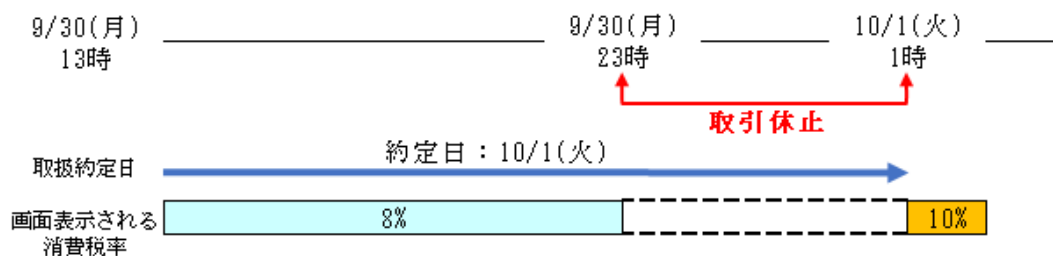 9/30(月)
13時
9/30(月)
23時
10/1(火)
1時
取引休止
取扱約定日
約定日：10/1(火)
画面表示される
消費税率
8%
10%